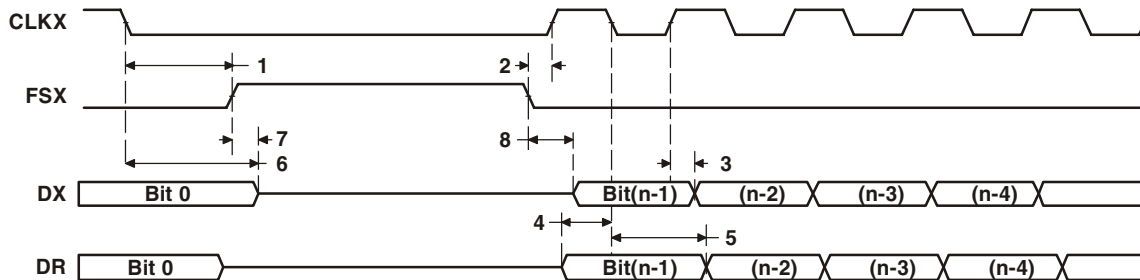 CLKX
1 2
FSX
7 8
6 3
DX Bit 0 Bit(n-1) (n-2) (n-3) (n-4)
4 5
DR Bit 0 Bit(n-1) (n-2) (n-3) (n-4)